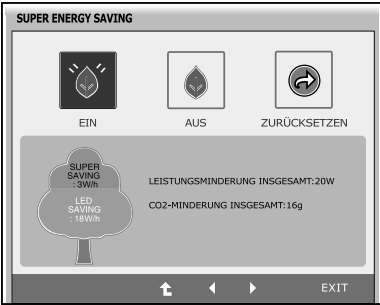 SUPER ENERGY SAVING
EIN
AUS
ZURÜCKSETZEN
SUPER
SAVING
: 3W/h
LED
SAVING
: 18W/h
LEISTUNGSMINDERUNG INSGESAMT:20W
CO2-MINDERUNG INSGESAMT:16g
EXIT